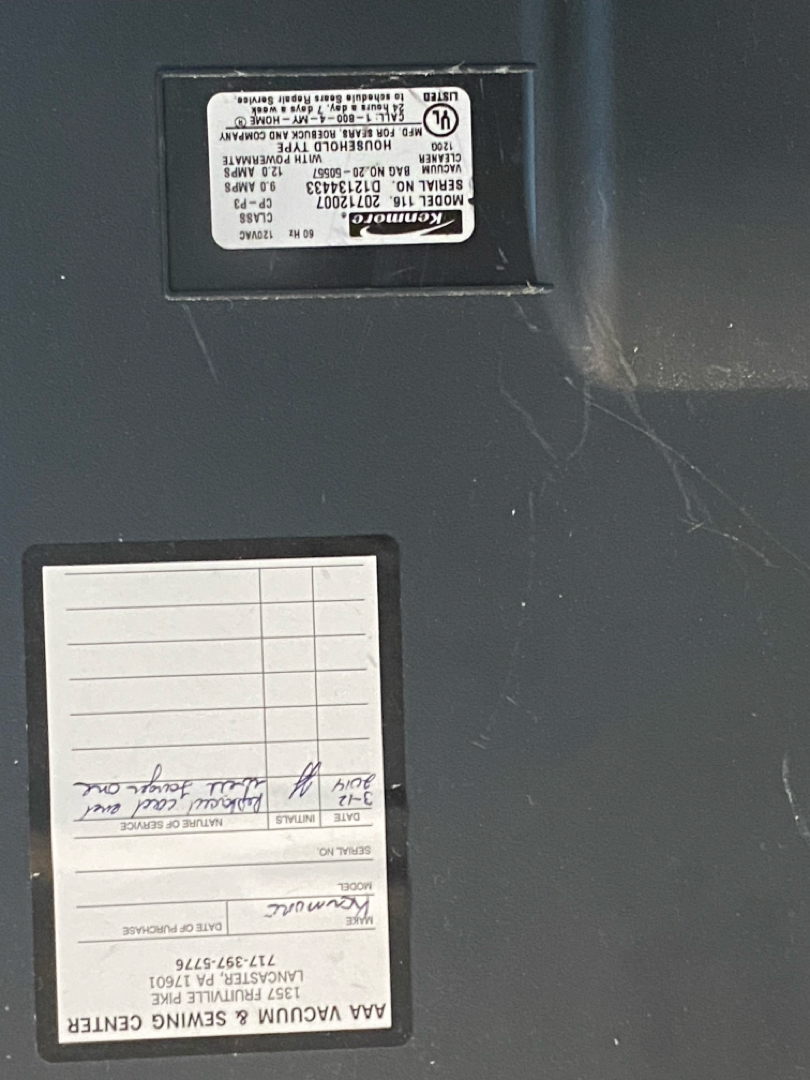 AAA VACUUM & SEWING CENTER
1357 FRUITVILLE PIKE
LANCASTER, PA 17601
717-397-5776
MAKE Kenmore DATE OF PURCHASE
MODEL
SERIAL NO.
DATE INITIALS NATURE OF SERVICE
3-12 Replaced cord and
2014 longer one
Kenmore® 60 Hz 120VAC
CLASS
MODEL 116. 20712007 CP-P3
SERIAL NO. D12134433 9.0 AMPS
VACUUM BAG NO. 20-50557 12.0 AMPS
CLEANER WITH POWERMATE
120G HOUSEHOLD TYPE
MFD. FOR SEARS, ROEBUCK AND COMPANY
UL CALL: 1-800-4-MY-HOME®
24 hours a day, 7 days a week
LISTED to schedule Sears Repair Service.